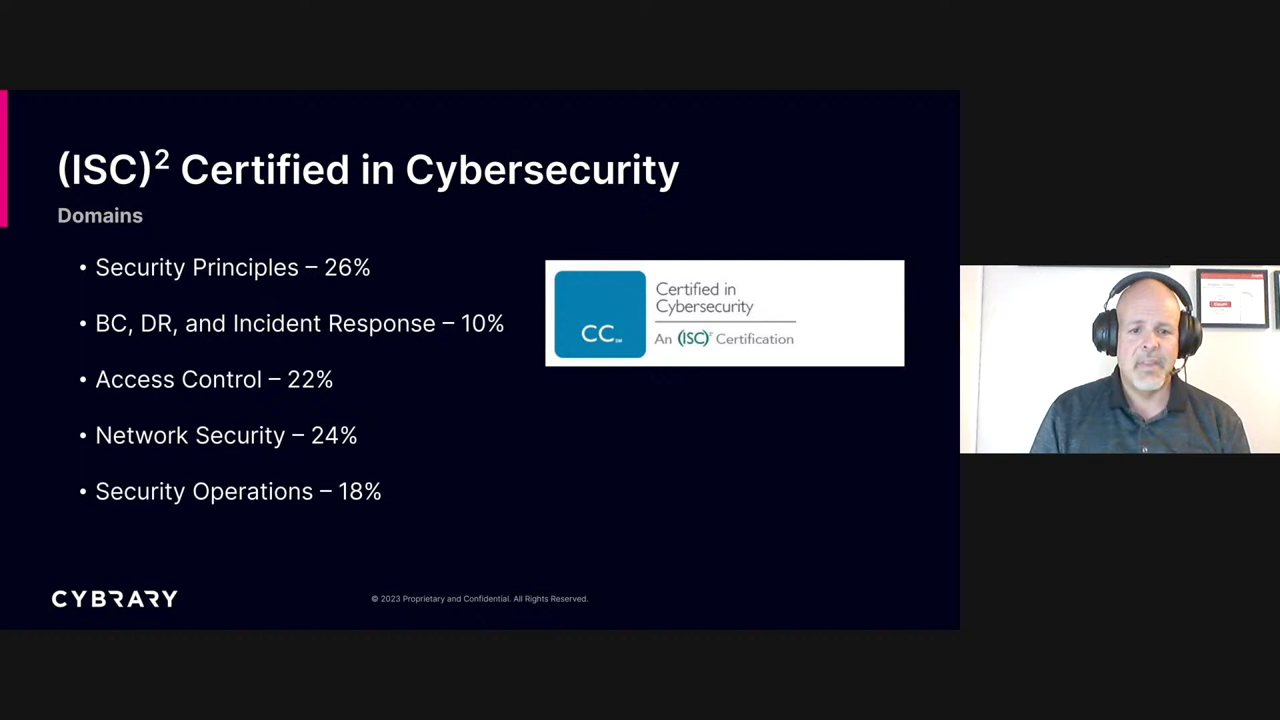 (ISC)² Certified in Cybersecurity
Domains
• Security Principles – 26%
• BC, DR, and Incident Response – 10%
• Access Control – 22%
• Network Security – 24%
• Security Operations – 18%
Certified in
Cybersecurity
CC℠
An (ISC)² Certification
CYBRARY
© 2023 Proprietary and Confidential. All Rights Reserved.